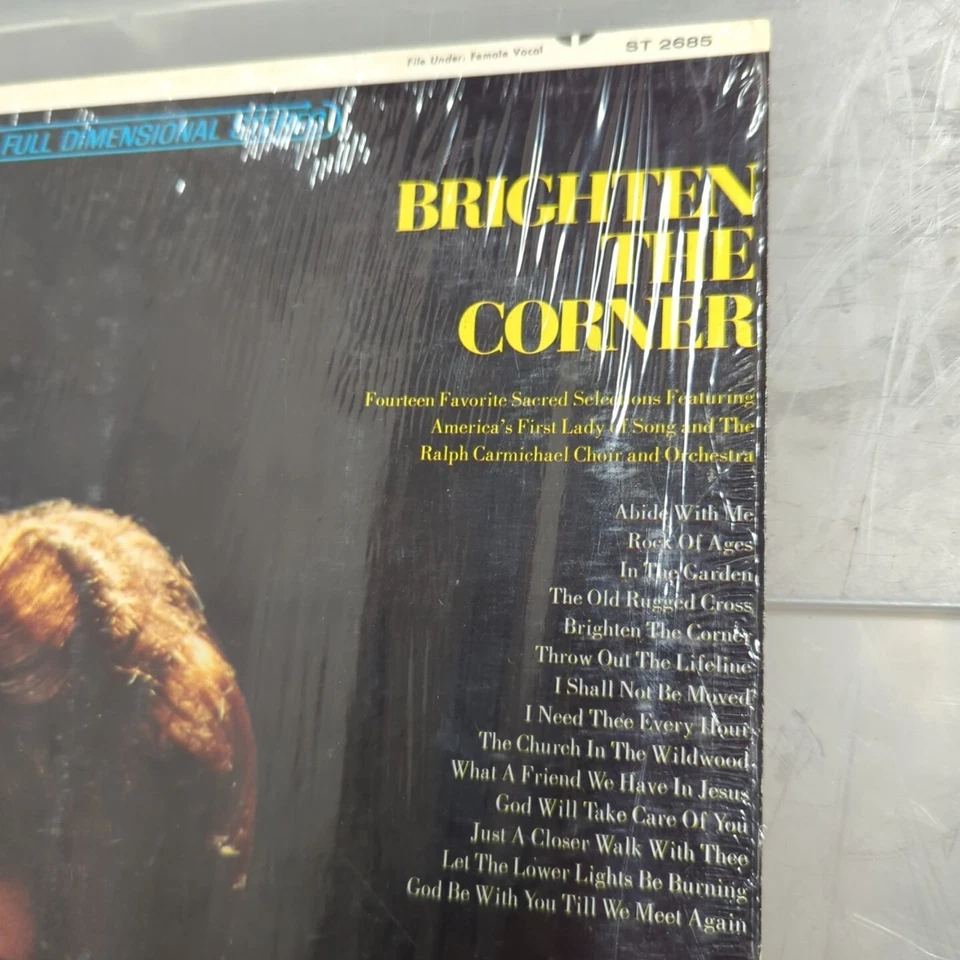 File Under: Female Vocal
ST 2685
FULL DIMENSIONAL STEREO
BRIGHTEN
THE
CORNER
Fourteen Favorite Sacred Selections Featuring
America's First Lady of Song and The
Ralph Carmichael Choir and Orchestra
Abide With Me
Rock Of Ages
In The Garden
The Old Rugged Cross
Brighten The Corner
Throw Out The Lifeline
I Shall Not Be Moved
I Need Thee Every Hour
The Church In The Wildwood
What A Friend We Have In Jesus
God Will Take Care Of You
Just A Closer Walk With Thee
Let The Lower Lights Be Burning
God Be With You Till We Meet Again